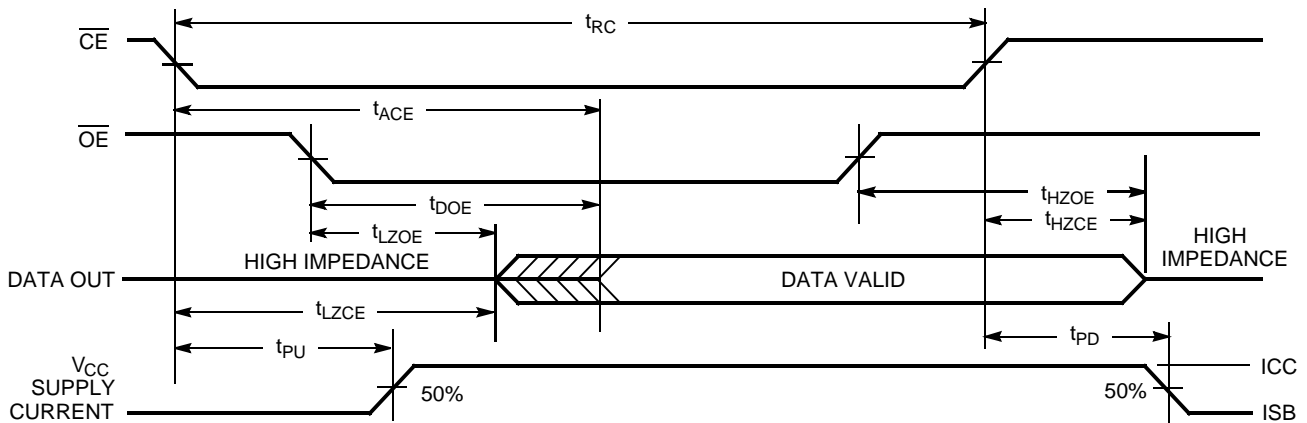 tRC
CE
tACE
OE
tHZOE
tDOE
tHZCE
tLZOE
HIGH IMPEDANCE
HIGH
IMPEDANCE
DATA OUT
DATA VALID
tLZCE
tPU
tPD
VCC
SUPPLY
CURRENT
50%
50%
ICC
ISB